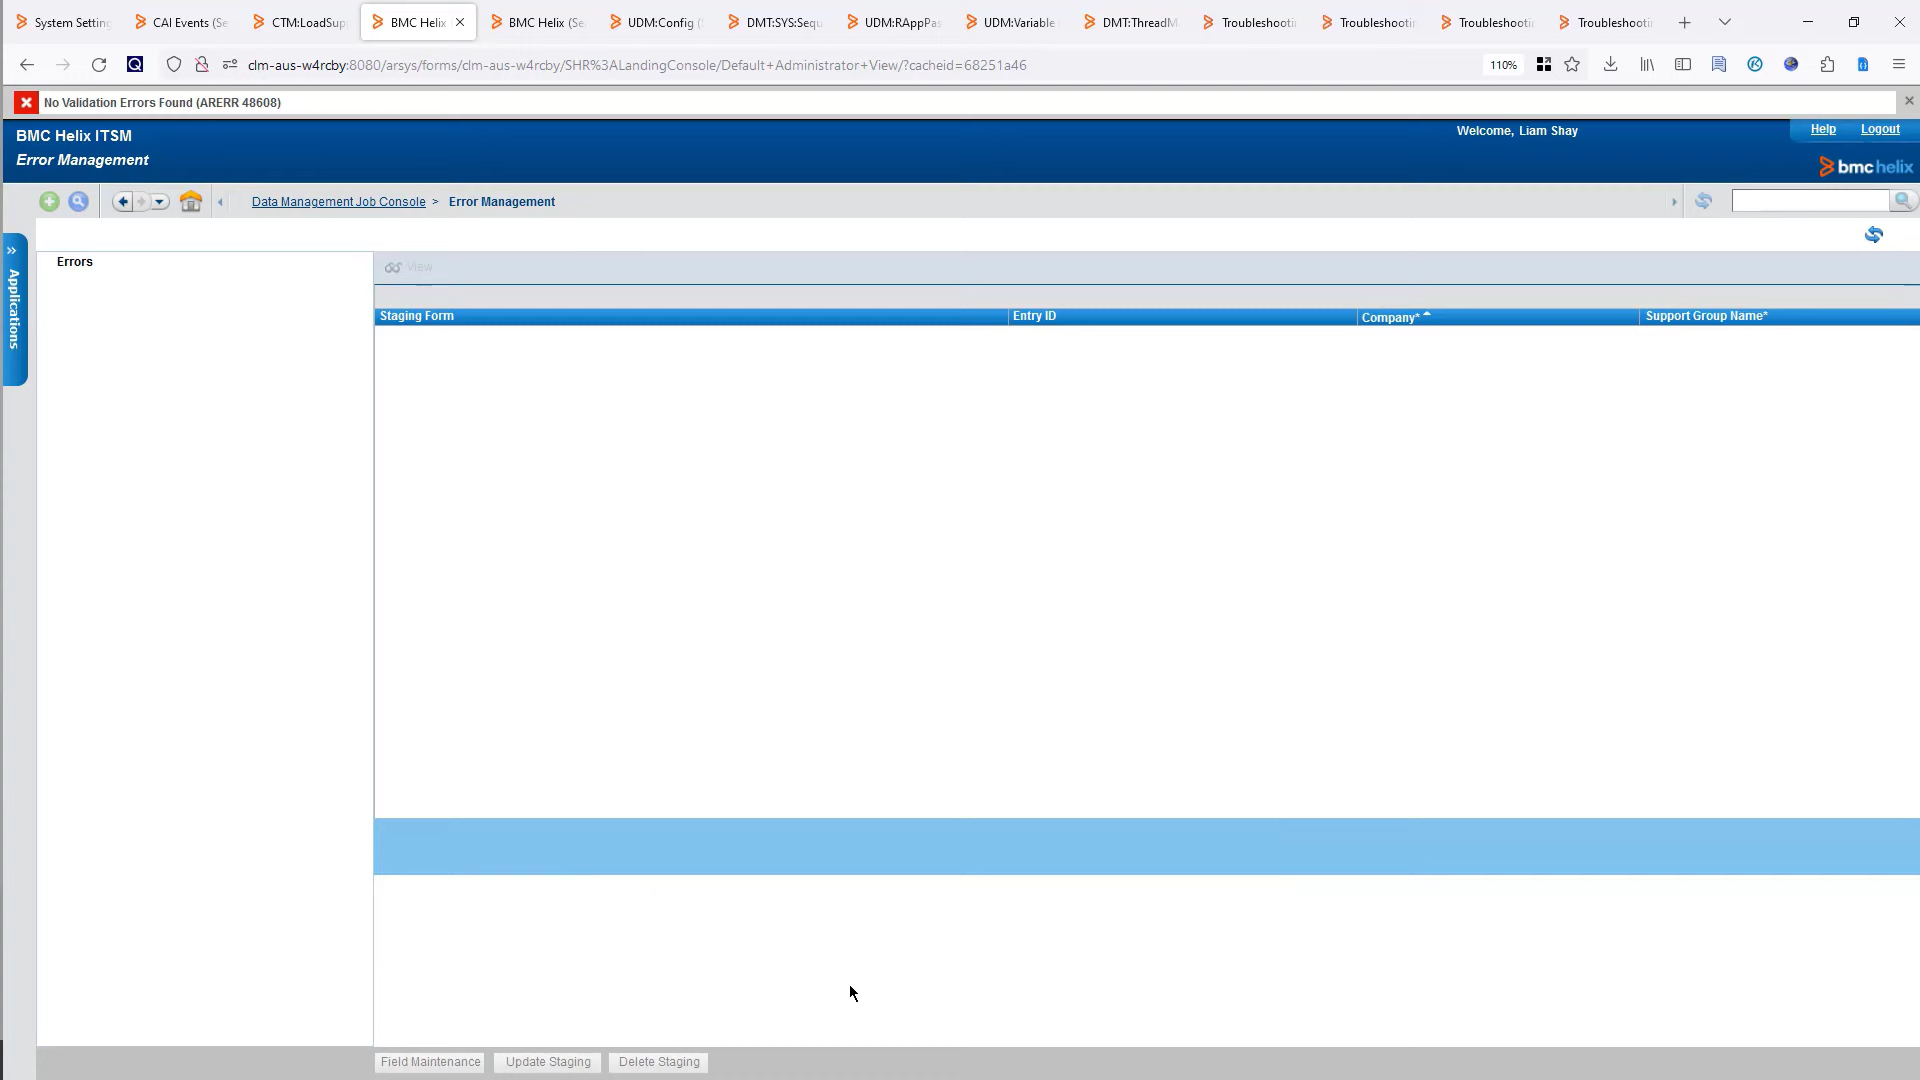 System Setting
CAI Events (Se
CTM:LoadSup
BMC Helix
BMC Helix (Se
UDM:Config (
DMT:SYS:Sequ
UDM:RAppPas
UDM:Variable
DMT:ThreadM
Troubleshooti
Troubleshootin
Troubleshootin
Troubleshooti
clm-aus-w4rcby:8080/arsys/forms/clm-aus-w4rcby/SHR%3ALandingConsole/Default+Administrator+View/?cacheid=68251a46
110%
No Validation Errors Found (ARERR 48608)
BMC Helix ITSM
Welcome, Liam Shay
Help
Logout
Error Management
bmc helix
Data Management Job Console > Error Management
Applications
Errors
View
Staging Form
Entry ID
Company*
Support Group Name*
Field Maintenance
Update Staging
Delete Staging